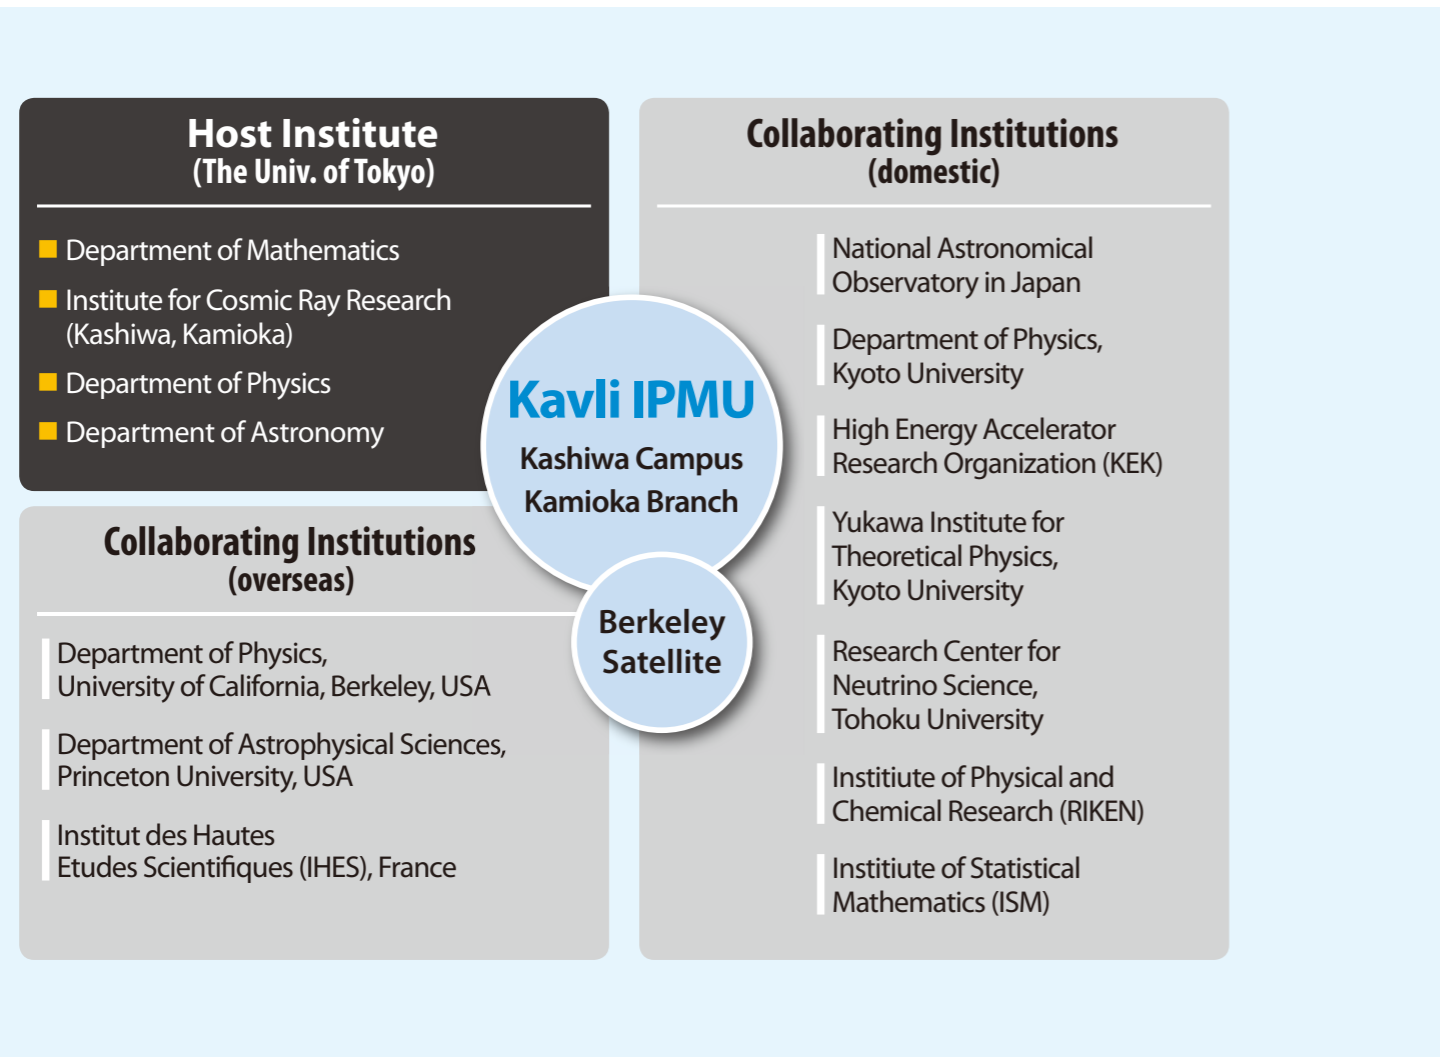 Host Institute
(The Univ. of Tokyo)
Department of Mathematics
Institute for Cosmic Ray Research
(Kashiwa, Kamioka)
Department of Physics
Department of Astronomy
Kavli IPMU
Kashiwa Campus
Kamioka Branch
Berkeley
Satellite
Collaborating Institutions
(overseas)
Department of Physics,
University of California, Berkeley, USA
Department of Astrophysical Sciences,
Princeton University, USA
Institut des Hautes
Etudes Scientifiques (IHES), France
Collaborating Institutions
(domestic)
National Astronomical
Observatory in Japan
Department of Physics,
Kyoto University
High Energy Accelerator
Research Organization (KEK)
Yukawa Institute for
Theoretical Physics,
Kyoto University
Research Center for
Neutrino Science,
Tohoku University
Institiute of Physical and
Chemical Research (RIKEN)
Institiute of Statistical
Mathematics (ISM)